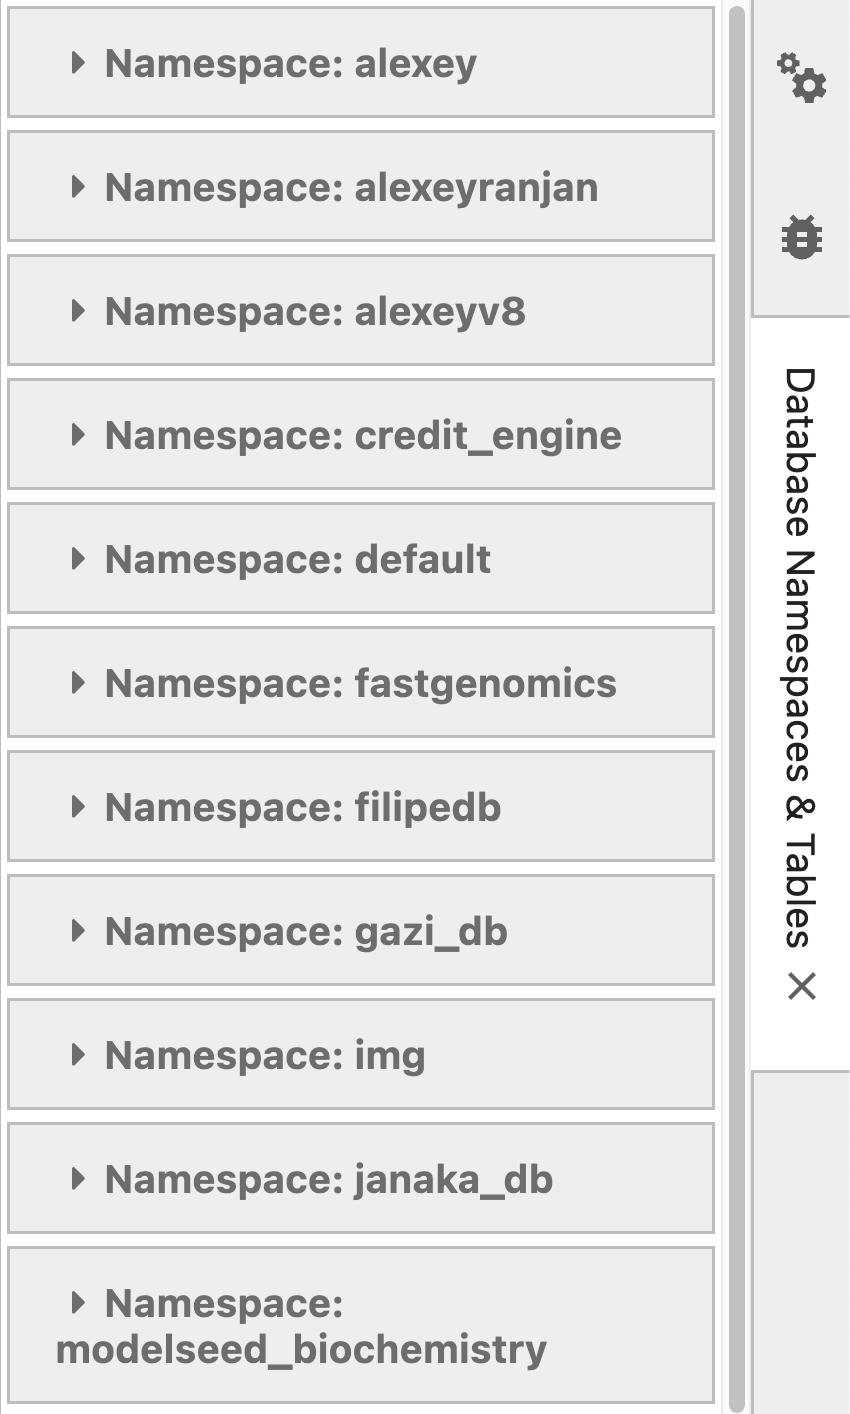 Namespace: alexey
Namespace: alexeyranjan
Namespace: alexeyv8
Namespace: credit_engine
Namespace: default
Namespace: fastgenomics
Namespace: filipedb
Namespace: gazi_db
Namespace: img
Namespace: janaka_db
Namespace:
modelseed_biochemistry
Database Namespaces & Tables